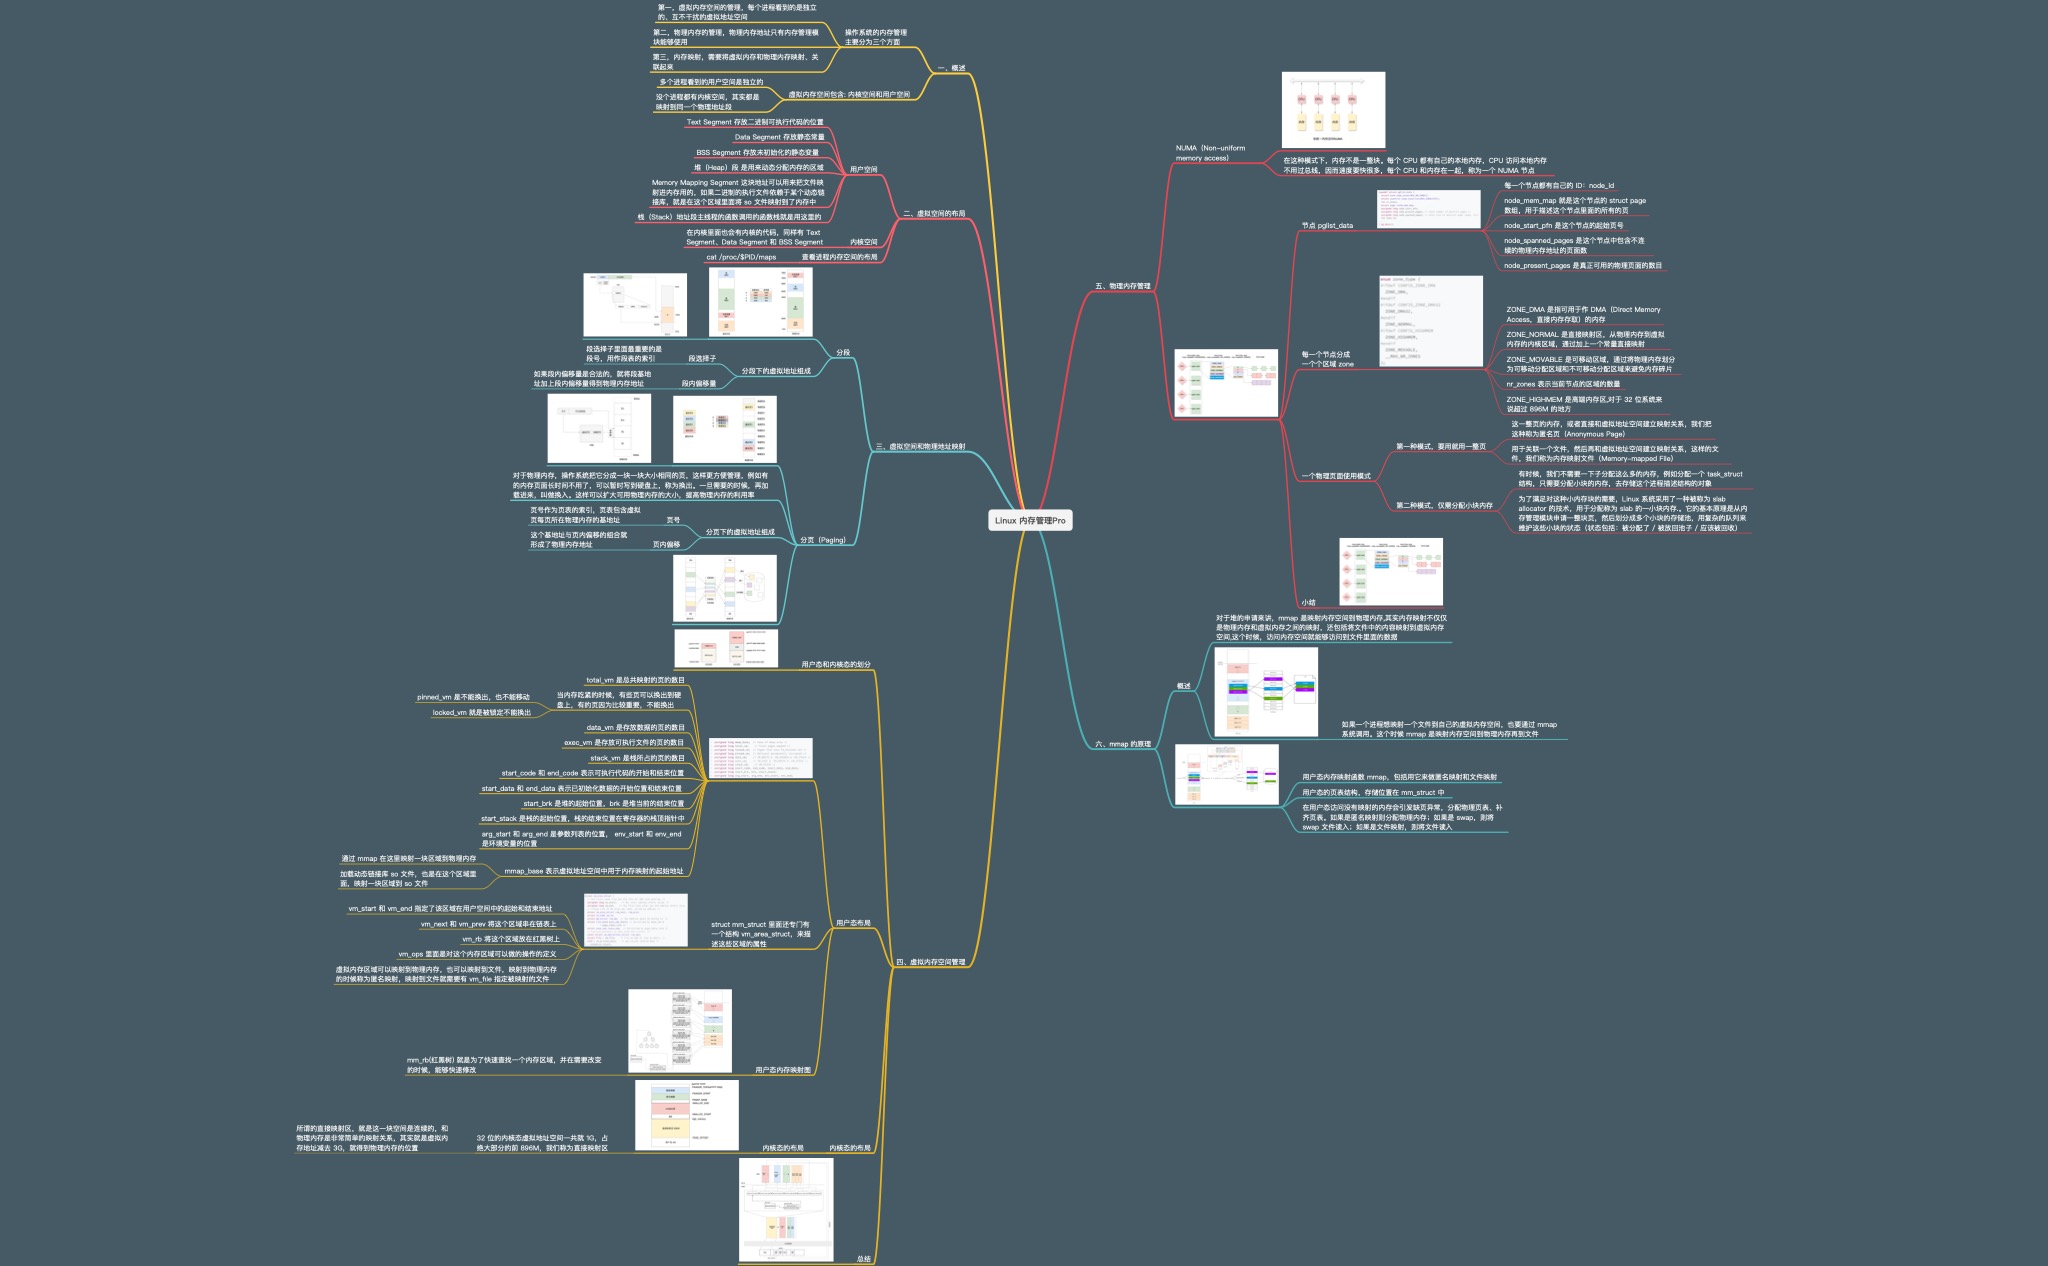 Linux 内存管理Pro
一、概述
操作系统的内存管理
主要分为三个方面
第一，虚拟内存空间的管理，每个进程看到的是独立
的、互不干扰的虚拟地址空间
第二，物理内存的管理，物理内存地址只有内存管理模
块能够使用
第三，内存映射，需要将虚拟内存和物理内存映射、关
联起来
虚拟内存空间包含: 内核空间和用户空间
多个进程看到的用户空间是独立的
没个进程都有内核空间，其实都是
映射到同一个物理地址段
二、虚拟空间的布局
用户空间
Text Segment 存放二进制可执行代码的位置
Data Segment 存放静态常量
BSS Segment 存放未初始化的静态变量
堆（Heap）段 是用来动态分配内存的区域
Memory Mapping Segment 这块地址可以用来把文件映
射进内存用的，如果二进制的执行文件依赖于某个动态链
接库，就是在这个区域里面将 so 文件映射到了内存中
栈（Stack）地址段主线程的函数调用的函数栈就是用这里的
内核空间
在内核里面也会有内核的代码，同样有 Text
Segment、Data Segment 和 BSS Segment
查看进程内存空间的布局
cat /proc/$PID/maps
三、虚拟空间和物理地址映射
分段
分段下的虚拟地址组成
段选择子
段选择子里面最重要的是
段号，用作段表的索引
段内偏移量
如果段内偏移量是合法的，就将段基地
址加上段内偏移量得到物理内存地址
分页（Paging）
对于物理内存，操作系统把它分成一块一块大小相同的页，这样更方便管理，例如有
的内存页面长时间不用了，可以暂时写到硬盘上，称为换出。一旦需要的时候，再加
载进来，叫做换入。这样可以扩大可用物理内存的大小，提高物理内存的利用率
分页下的虚拟地址组成
页号
页号作为页表的索引，页表包含虚拟
页每页所在物理内存的基地址
页内偏移
这个基地址与页内偏移的组合就
形成了物理内存地址
四、虚拟内存空间管理
用户态和内核态的划分
用户态布局
total_vm 是总共映射的页的数目
当内存吃紧的时候，有些页可以换出到硬
盘上，有的页因为比较重要，不能换出
pinned_vm 是不能换出，也不能移动
locked_vm 就是被锁定不能换出
data_vm 是存放数据的页的数目
exec_vm 是存放可执行文件的页的数目
stack_vm 是栈所占的页的数目
start_code 和 end_code 表示可执行代码的开始和结束位置
start_data 和 end_data 表示已初始化数据的开始位置和结束位置
start_brk 是堆的起始位置，brk 是堆当前的结束位置
start_stack 是栈的起始位置，栈的结束位置在寄存器的栈顶指针中
arg_start 和 arg_end 是参数列表的位置， env_start 和 env_end
是环境变量的位置
mmap_base 表示虚拟地址空间中用于内存映射的起始地址
通过 mmap 在这里映射一块区域到物理内存
加载动态链接库 so 文件，也是在这个区域里
面，映射一块区域到 so 文件
struct mm_struct 里面还专门有
一个结构 vm_area_struct，来描
述这些区域的属性
vm_start 和 vm_end 指定了该区域在用户空间中的起始和结束地址
vm_next 和 vm_prev 将这个区域串在链表上
vm_rb 将这个区域放在红黑树上
vm_ops 里面是对这个内存区域可以做的操作的定义
虚拟内存区域可以映射到物理内存，也可以映射到文件，映射到物理内存
的时候称为匿名映射，映射到文件就需要有 vm_file 指定被映射的文件
用户态内存映射图
mm_rb(红黑树) 就是为了快速查找一个内存区域，并在需要改变
的时候，能够快速修改
内核态的布局
内核态的布局
32 位的内核态虚拟地址空间一共就 1G，占
绝大部分的前 896M，我们称为直接映射区
所谓的直接映射区，就是这一块空间是连续的，和
物理内存是非常简单的映射关系，其实就是虚拟内
存地址减去 3G，就得到物理内存的位置
总结
五、物理内存管理
NUMA（Non-uniform
memory access）
在这种模式下，内存不是一整块。每个 CPU 都有自己的本地内存，CPU 访问本地内存
不用过总线，因而速度要快很多，每个 CPU 和内存在一起，称为一个 NUMA 节点
节点 pglist_data
每一个节点都有自己的 ID：node_id
node_mem_map 就是这个节点的 struct page
数组，用于描述这个节点里面的所有的页
node_start_pfn 是这个节点的起始页号
node_spanned_pages 是这个节点中包含不连
续的物理内存地址的页面数
node_present_pages 是真正可用的物理页面的数目
每一个节点分成
一个个区域 zone
ZONE_DMA 是指可用于作 DMA（Direct Memory
Access，直接内存存取）的内存
ZONE_NORMAL 是直接映射区，从物理内存到虚拟
内存的内核区域，通过加上一个常量直接映射
ZONE_MOVABLE 是可移动区域，通过将物理内存划分
为可移动分配区域和不可移动分配区域来避免内存碎片
nr_zones 表示当前节点的区域的数量
ZONE_HIGHMEM 是高端内存区,对于 32 位系统来
说超过 896M 的地方
一个物理页面使用模式
第一种模式，要用就用一整页
这一整页的内存，或者直接和虚拟地址空间建立映射关系，我们把
这种称为匿名页（Anonymous Page）
用于关联一个文件，然后再和虚拟地址空间建立映射关系，这样的文
件，我们称为内存映射文件（Memory-mapped File）
第二种模式，仅需分配小块内存
有时候，我们不需要一下子分配这么多的内存，例如分配一个 task_struct
结构，只需要分配小块的内存，去存储这个进程描述结构的对象
为了满足对这种小内存块的需要，Linux 系统采用了一种被称为 slab
allocator 的技术，用于分配称为 slab 的一小块内存.。它的基本原理是从内
存管理模块申请一整块页，然后划分成多个小块的存储池，用复杂的队列来
维护这些小块的状态（状态包括：被分配了 / 被放回池子 / 应该被回收）
小结
六、mmap 的原理
概述
对于堆的申请来讲，mmap 是映射内存空间到物理内存,其实内存映射不仅仅
是物理内存和虚拟内存之间的映射，还包括将文件中的内容映射到虚拟内存
空间,这个时候，访问内存空间就能够访问到文件里面的数据
如果一个进程想映射一个文件到自己的虚拟内存空间，也要通过 mmap
系统调用。这个时候 mmap 是映射内存空间到物理内存再到文件
用户态内存映射函数 mmap，包括用它来做匿名映射和文件映射
用户态的页表结构，存储位置在 mm_struct 中
在用户态访问没有映射的内存会引发缺页异常，分配物理页表、补
齐页表。如果是匿名映射则分配物理内存；如果是 swap，则将
swap 文件读入；如果是文件映射，则将文件读入